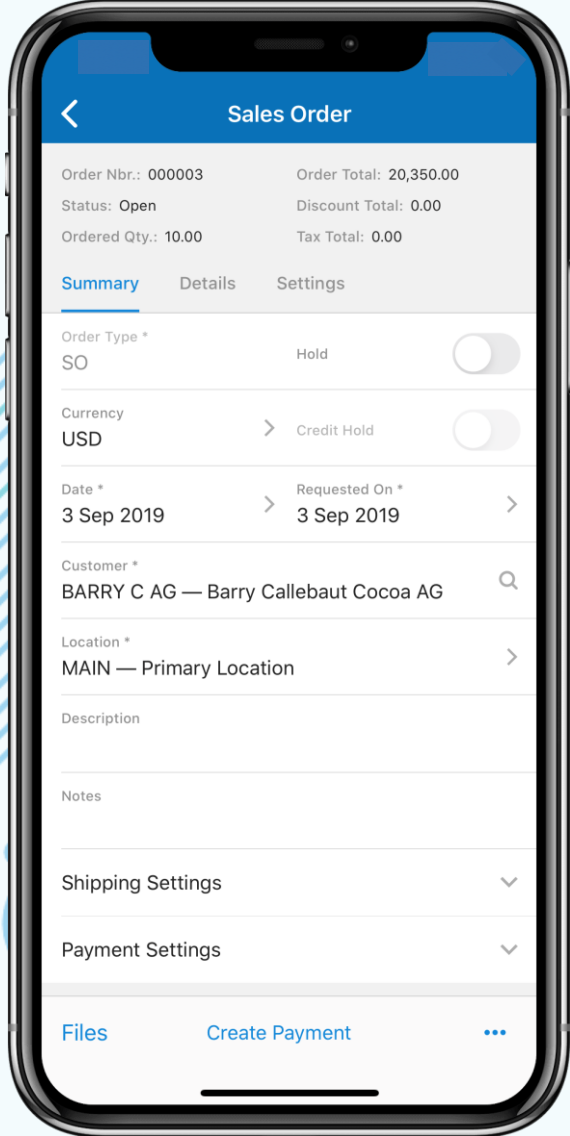 Sales Order
Order Nbr.: 000003 Order Total: 20,350.00
Status: Open Discount Total: 0.00
Ordered Qty.: 10.00 Tax Total: 0.00
Summary Details Settings
Order Type *
SO
Hold
Currency
USD
Credit Hold
Date *
3 Sep 2019
Requested On *
3 Sep 2019
Customer *
BARRY C AG — Barry Callebaut Cocoa AG
Location *
MAIN — Primary Location
Description
Notes
Shipping Settings
Payment Settings
Files Create Payment